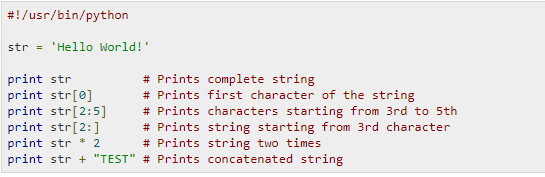 #!/usr/bin/python
str = 'Hello World!'
print str          # Prints complete string
print str[0]       # Prints first character of the string
print str[2:5]     # Prints characters starting from 3rd to 5th
print str[2:]      # Prints string starting from 3rd character
print str * 2      # Prints string two times
print str + "TEST" # Prints concatenated string